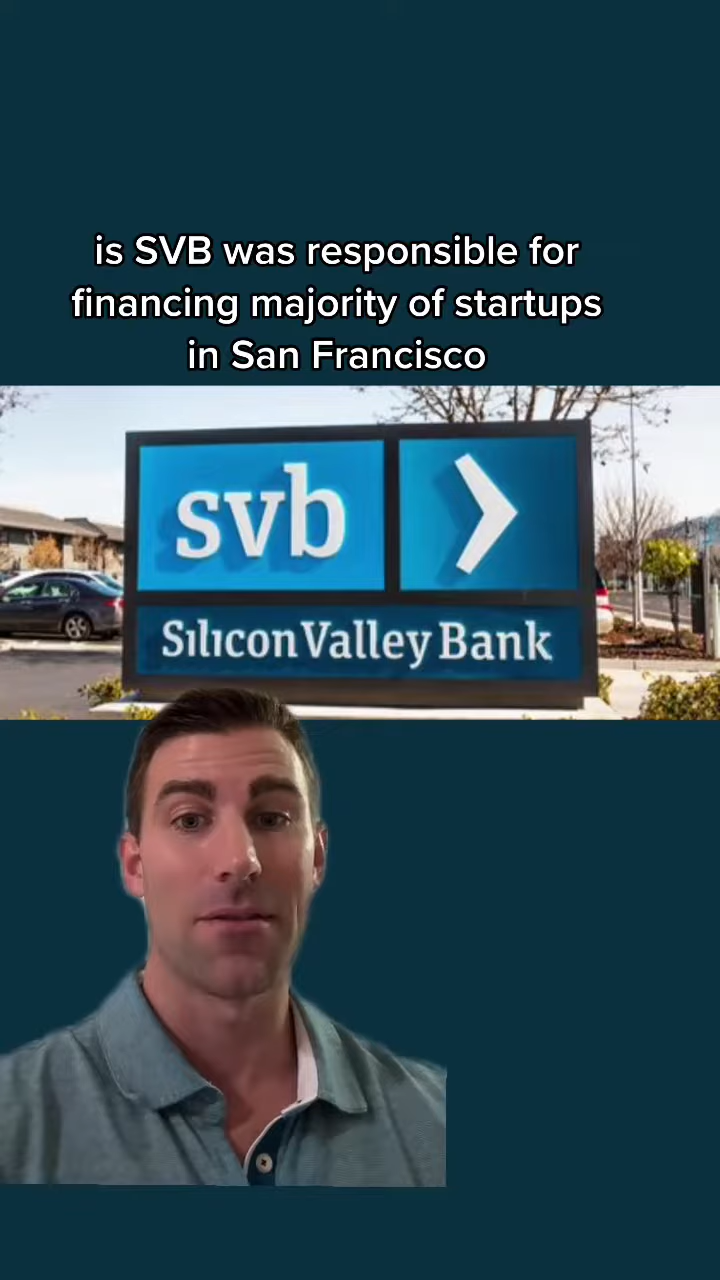 is SVB was responsible for
financing majority of startups
in San Francisco
svb
Silicon Valley Bank